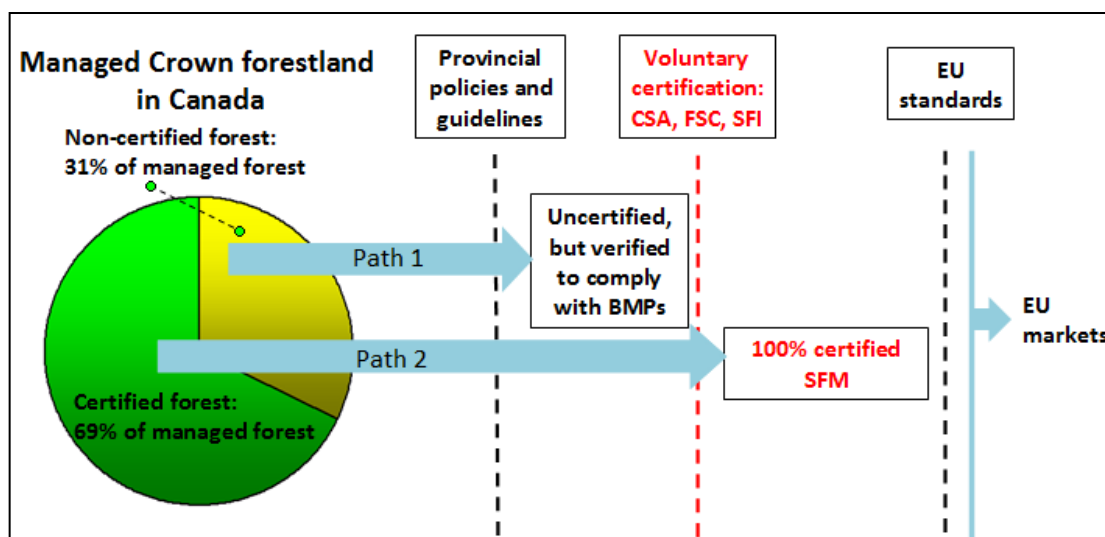 Managed Crown forestland
in Canada
Non-certified forest:
31% of managed forest
Certified forest:
69% of managed forest
Path 1
Path 2
Provincial
policies and
guidelines
Uncertified,
but verified
to comply
with BMPs
Voluntary
certification:
CSA, FSC, SFI
100% certified
SFM
EU
standards
EU
markets